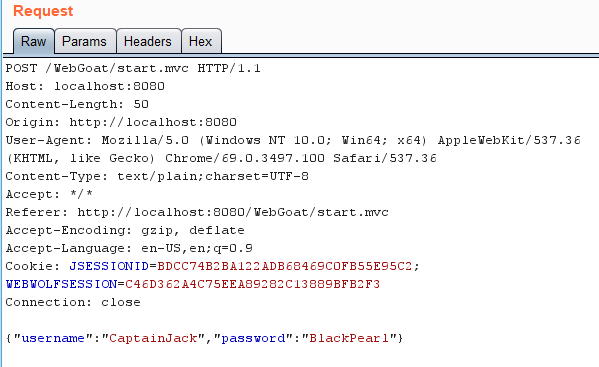 Request
Raw Params Headers Hex
POST /WebGoat/start.mvc HTTP/1.1
Host: localhost:8080
Content-Length: 50
Origin: http://localhost:8080
User-Agent: Mozilla/5.0 (Windows NT 10.0; Win64; x64) AppleWebKit/537.36
(KHTML, like Gecko) Chrome/69.0.3497.100 Safari/537.36
Content-Type: text/plain;charset=UTF-8
Accept: */*
Referer: http://localhost:8080/WebGoat/start.mvc
Accept-Encoding: gzip, deflate
Accept-Language: en-US,en;q=0.9
Cookie: JSESSIONID=BDCC74B2BA122ADB68469C0FB55E95C2;
WEBWOLFSESSION=C46D362A4C75EEA89282C13889BFB2F3
Connection: close
{"username":"CaptainJack","password":"BlackPearl"}